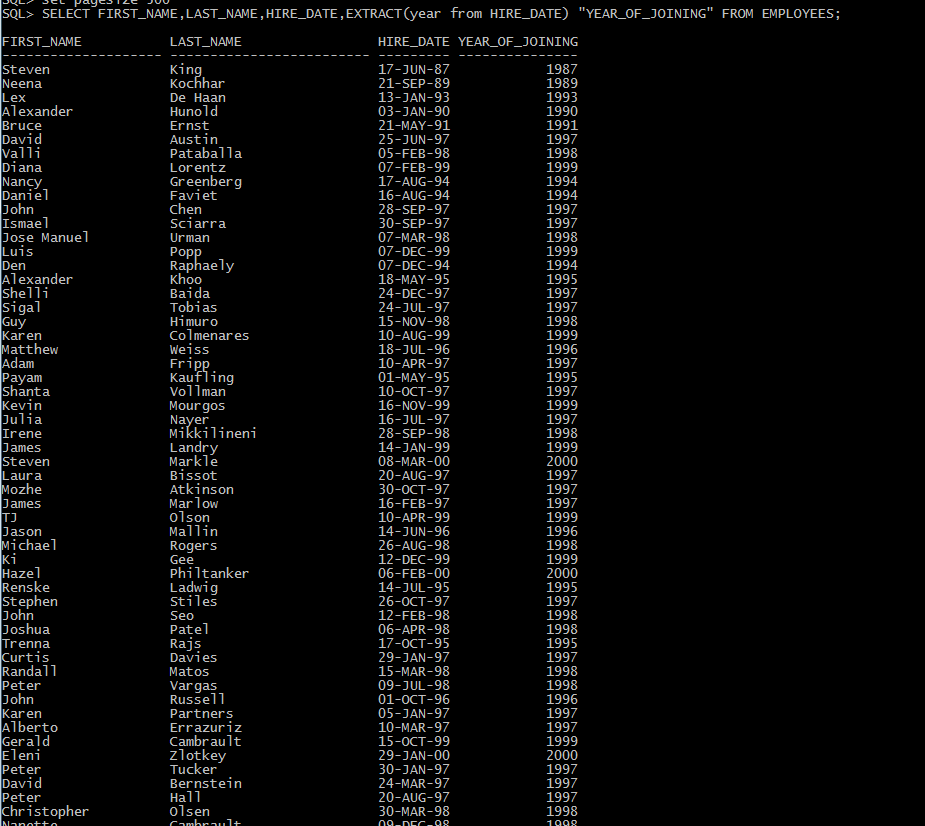 SQL> set pagesize 300
SQL> SELECT FIRST_NAME,LAST_NAME,HIRE_DATE,EXTRACT(year from HIRE_DATE) "YEAR_OF_JOINING" FROM EMPLOYEES;
FIRST_NAME LAST_NAME HIRE_DATE YEAR_OF_JOINING
-------------------- ------------------------- --------- ---------------
Steven King 17-JUN-87 1987
Neena Kochhar 21-SEP-89 1989
Lex De Haan 13-JAN-93 1993
Alexander Hunold 03-JAN-90 1990
Bruce Ernst 21-MAY-91 1991
David Austin 25-JUN-97 1997
Valli Pataballa 05-FEB-98 1998
Diana Lorentz 07-FEB-99 1999
Nancy Greenberg 17-AUG-94 1994
Daniel Faviet 16-AUG-94 1994
John Chen 28-SEP-97 1997
Ismael Sciarra 30-SEP-97 1997
Jose Manuel Urman 07-MAR-98 1998
Luis Popp 07-DEC-99 1999
Den Raphaely 07-DEC-94 1994
Alexander Khoo 18-MAY-95 1995
Shelli Baida 24-DEC-97 1997
Sigal Tobias 24-JUL-97 1997
Guy Himuro 15-NOV-98 1998
Karen Colmenares 10-AUG-99 1999
Matthew Weiss 18-JUL-96 1996
Adam Fripp 10-APR-97 1997
Payam Kaufling 01-MAY-95 1995
Shanta Vollman 10-OCT-97 1997
Kevin Mourgos 16-NOV-99 1999
Julia Nayer 16-JUL-97 1997
Irene Mikkilineni 28-SEP-98 1998
James Landry 14-JAN-99 1999
Steven Markle 08-MAR-00 2000
Laura Bissot 20-AUG-97 1997
Mozhe Atkinson 30-OCT-97 1997
James Marlow 16-FEB-97 1997
TJ Olson 10-APR-99 1999
Jason Mallin 14-JUN-96 1996
Michael Rogers 26-AUG-98 1998
Ki Gee 12-DEC-99 1999
Hazel Philtanker 06-FEB-00 2000
Renske Ladwig 14-JUL-95 1995
Stephen Stiles 26-OCT-97 1997
John Seo 12-FEB-98 1998
Joshua Patel 06-APR-98 1998
Trenna Rajs 17-OCT-95 1995
Curtis Davies 29-JAN-97 1997
Randall Matos 15-MAR-98 1998
Peter Vargas 09-JUL-98 1998
John Russell 01-OCT-96 1996
Karen Partners 05-JAN-97 1997
Alberto Errazuriz 10-MAR-97 1997
Gerald Cambrault 15-OCT-99 1999
Eleni Zlotkey 29-JAN-00 2000
Peter Tucker 30-JAN-97 1997
David Bernstein 24-MAR-97 1997
Peter Hall 20-AUG-97 1997
Christopher Olsen 30-MAR-98 1998
Nanette Cambrault 09-DEC-98 1998